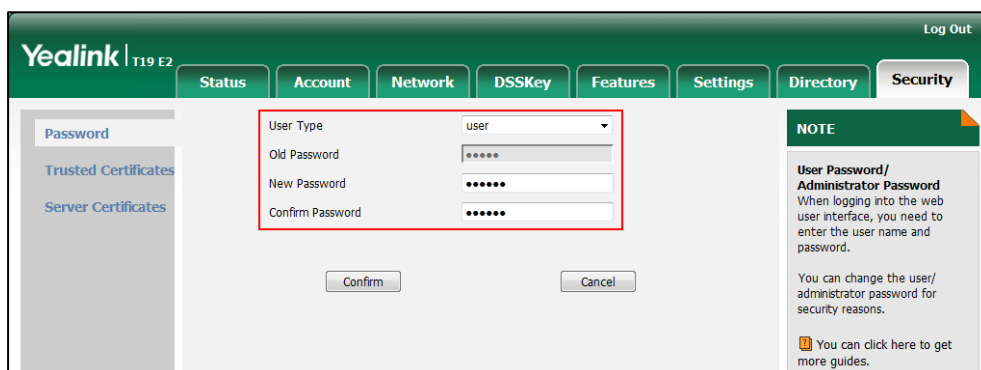 Log Out
Yealink T19 E2
Status Account Network DSSKey Features Settings Directory Security
Password
Trusted Certificates
Server Certificates
User Type user
Old Password •••••
New Password ••••••
Confirm Password ••••••
Confirm Cancel
NOTE
User Password/
Administrator Password
When logging into the web
user interface, you need to
enter the user name and
password.
You can change the user/
administrator password for
security reasons.
? You can click here to get
more guides.